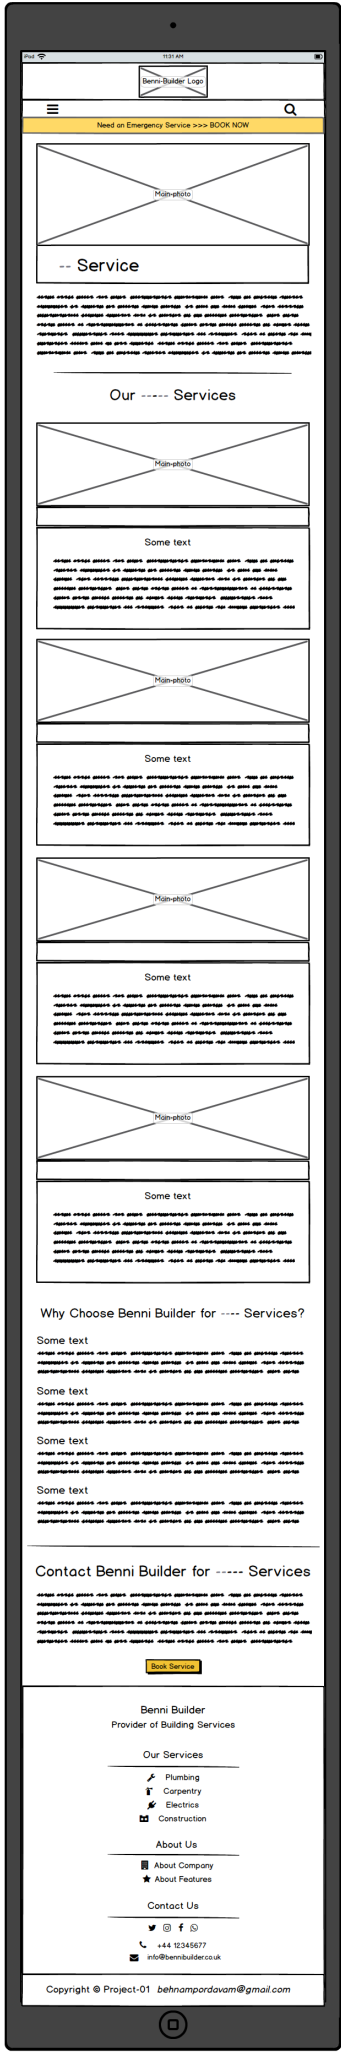 iPod
11:31 AM
Benni-Builder Logo
Need an Emergency Service >>> BOOK NOW
Main-photo
-- Service
Our ----- Services
Main-photo
Some text
Main-photo
Some text
Main-photo
Some text
Main-photo
Some text
Why Choose Benni Builder for ---- Services?
Some text
Some text
Some text
Some text
Contact Benni Builder for ----- Services
Book Service
Benni Builder
Provider of Building Services
Our Services
Plumbing
Carpentry
Electrics
Construction
About Us
About Company
About Features
Contact Us
+44 12345677
info@bennibuilder.co.uk
Copyright © Project-01 behnampordavam@gmail.com